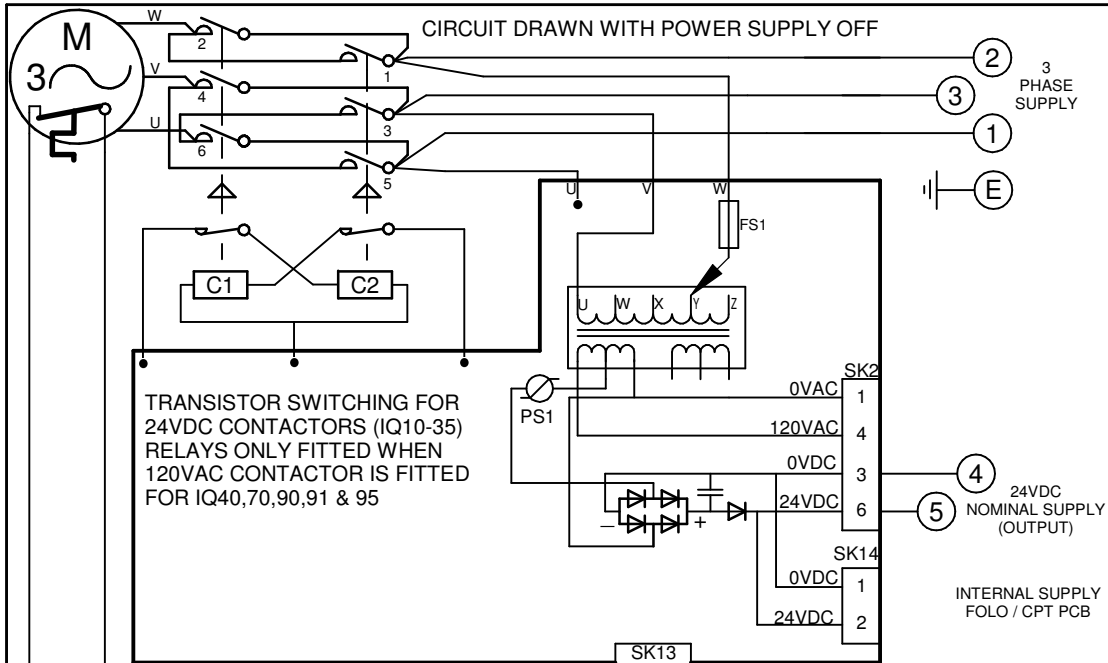 CIRCUIT DRAWN WITH POWER SUPPLY OFF
M
3
W
V
U
2
4
6
1
3
5
2
3
1
E
3
PHASE
SUPPLY
U
V
W
FS1
C1
C2
U
W
X
Y
Z
PS1
TRANSISTOR SWITCHING FOR
24VDC CONTACTORS (IQ10-35)
RELAYS ONLY FITTED WHEN
120VAC CONTACTOR IS FITTED
FOR IQ40,70,90,91 & 95
SK2
0VAC
1
120VAC
4
0VDC
3
24VDC
6
4
5
24VDC
NOMINAL SUPPLY
(OUTPUT)
–
+
SK14
0VDC
1
24VDC
2
INTERNAL SUPPLY
FOLO / CPT PCB
SK13